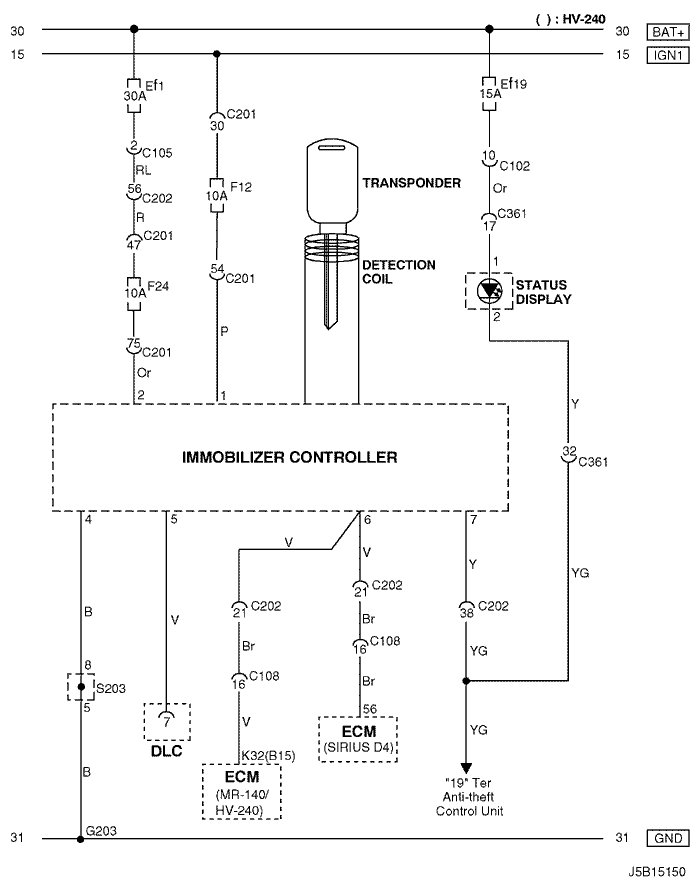 ( ) : HV-240
30
30
BAT+
15
15
IGN1
Ef1
30A
Ef19
15A
C201
30
2
C105
RL
10
C102
TRANSPONDER
56
C202
F12
10A
Or
R
C201
47
C361
17
1
54
C201
DETECTION
COIL
F24
10A
STATUS
DISPLAY
2
P
75
C201
Or
2
1
Y
IMMOBILIZER CONTROLLER
32
C361
4
5
6
7
V
V
Y
YG
21
C202
21
C202
38
C202
B
V
Br
Br
C108
16
YG
8
S203
5
C108
16
Br
7
DLC
V
56
ECM
(SIRIUS D4)
YG
K32(B15)
ECM
(MR-140/
HV-240)
B
"19" Ter
Anti-theft
Control Unit
G203
31
31
GND
J5B15150